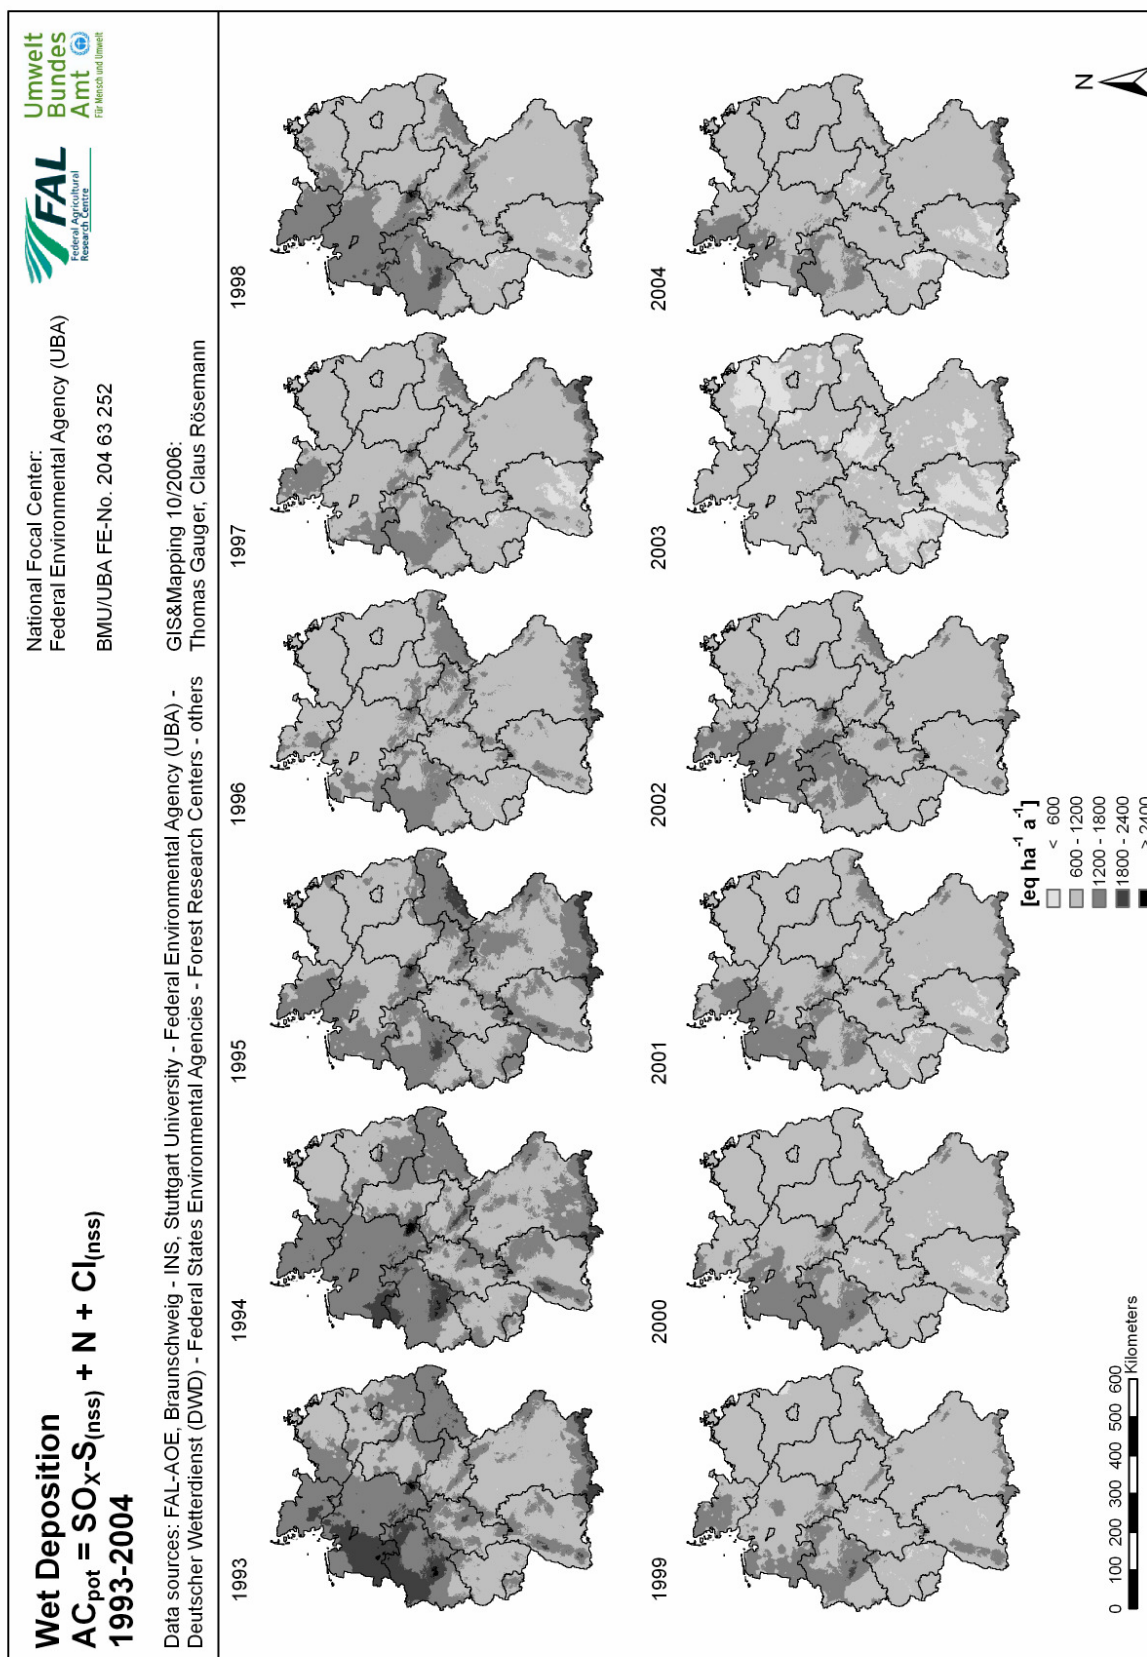 Wet Deposition
ACpot = SOX-S(nss) + N + Cl(nss)
1993-2004
National Focal Center:
Federal Environmental Agency (UBA)
BMU/UBA FE-No. 204 63 252
FAL
Federal Agricultural
Research Centre
Umwelt
Bundes
Amt
Für Mensch und Umwelt
Data sources: FAL-AOE, Braunschweig - INS, Stuttgart University - Federal Environmental Agency (UBA) -
Deutscher Wetterdienst (DWD) - Federal States Environmental Agencies - Forest Research Centers - others
GIS&Mapping 10/2006:
Thomas Gauger, Claus Rösemann
1993 1994 1995 1996 1997 1998
1999 2000 2001 2002 2003 2004
0 100 200 300 400 500 600
Kilometers
[eq ha-1 a-1]
< 600
600 - 1200
1200 - 1800
1800 - 2400
> 2400
N